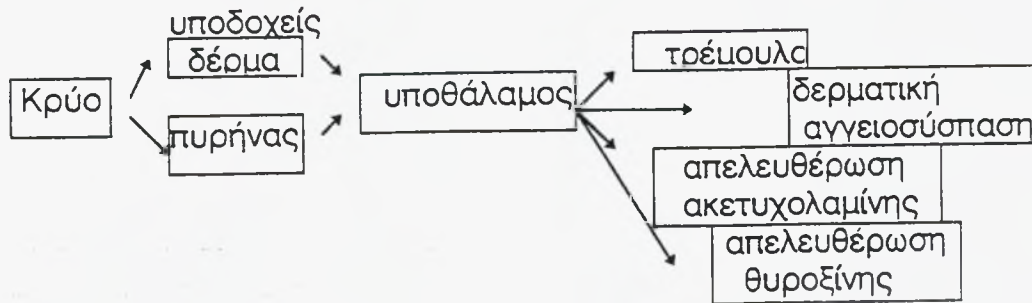 υποδοχείς
δέρμα
Κρύο
πυρήνας
υποθάλαμος
τρέμουλο
δερματική
αγγειοσύσπαση
απελευθέρωση
ακετυχολαμίνης
απελευθέρωση
θυροξίνης